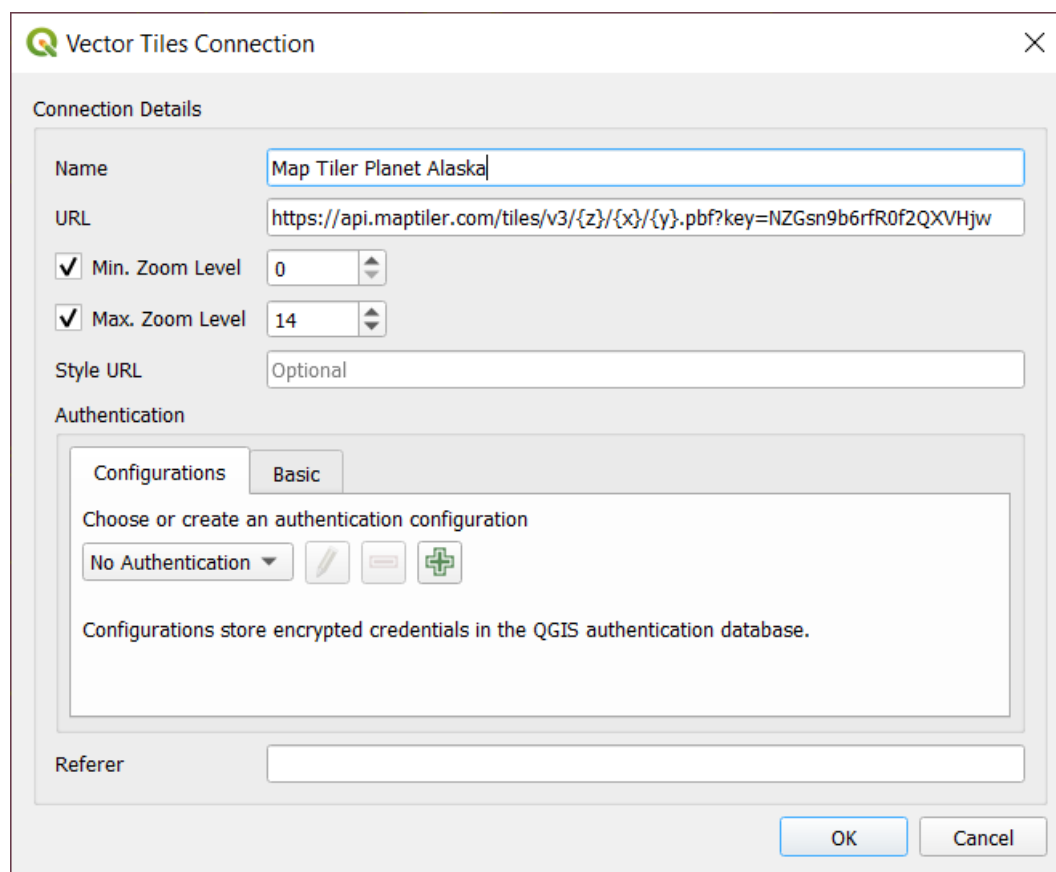 Vector Tiles Connection
Connection Details
Name Map Tiler Planet Alaska
URL https://api.maptiler.com/tiles/v3/{z}/{x}/{y}.pbf?key=NZGsn9b6rfR0f2QXVHjw
Min. Zoom Level 0
Max. Zoom Level 14
Style URL Optional
Authentication
Configurations Basic
Choose or create an authentication configuration
No Authentication
Configurations store encrypted credentials in the QGIS authentication database.
Referer
OK Cancel